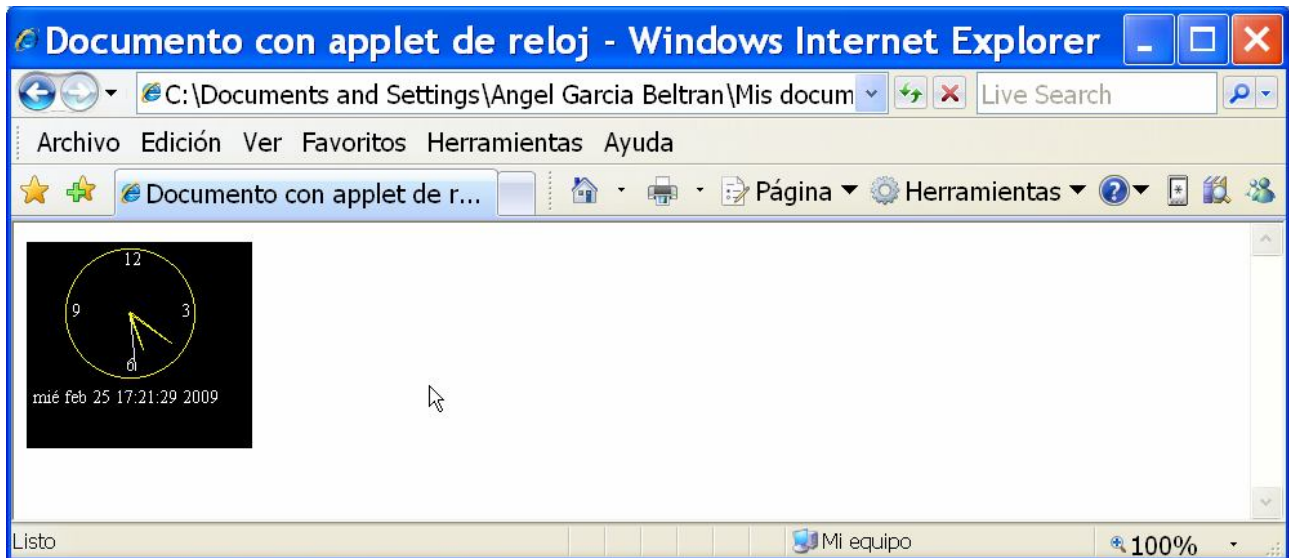 Documento con applet de reloj - Windows Internet Explorer
C:\Documents and Settings\Angel Garcia Beltran\Mis docum
Live Search
Archivo Edición Ver Favoritos Herramientas Ayuda
Documento con applet de r...
Página Herramientas
12
9 3
6
mié feb 25 17:21:29 2009
Listo Mi equipo 100%